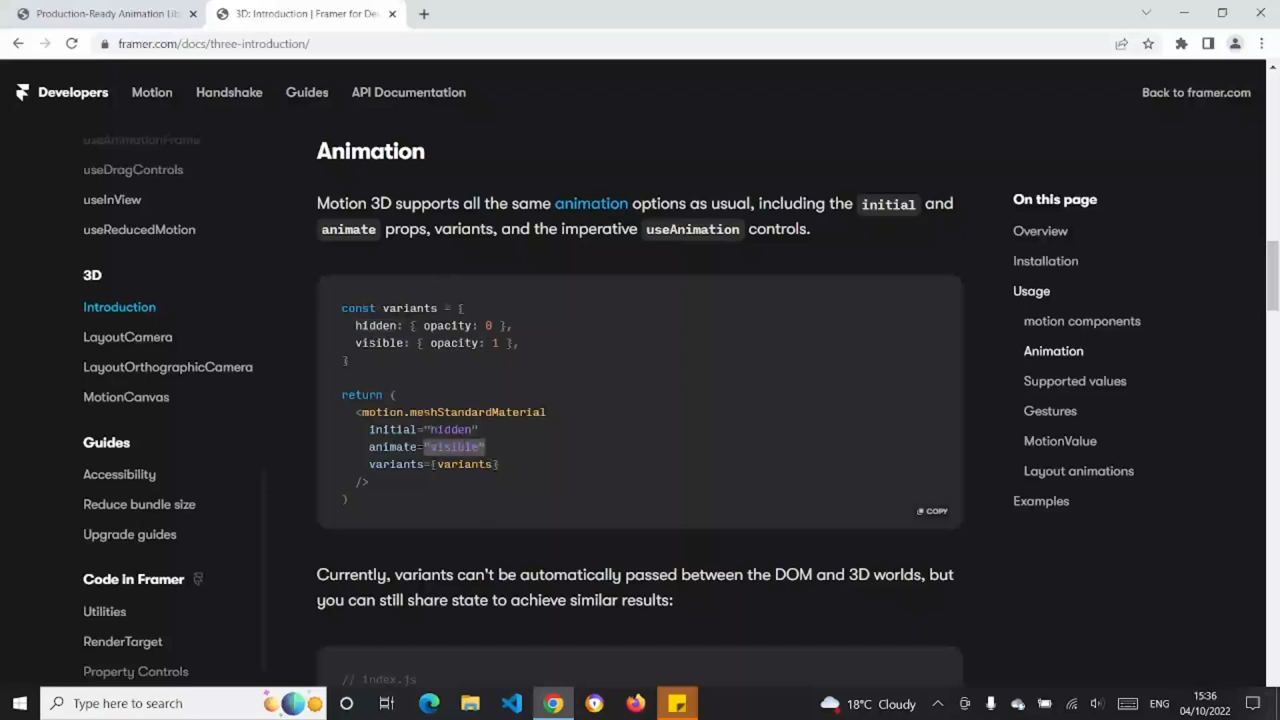 Production-Ready Animation Lib
3D: Introduction | Framer for De
framer.com/docs/three-introduction/
Developers
Motion
Handshake
Guides
API Documentation
Back to framer.com
useAnimationFrame
useDragControls
useInView
useReducedMotion
3D
Introduction
LayoutCamera
LayoutOrthographicCamera
MotionCanvas
Guides
Accessibility
Reduce bundle size
Upgrade guides
Code in Framer
Utilities
RenderTarget
Property Controls
Animation
Motion 3D supports all the same animation options as usual, including the initial and
animate props, variants, and the imperative useAnimation controls.
const variants = {
hidden: { opacity: 0 },
visible: { opacity: 1 },
}
return (
<motion.meshStandardMaterial
initial="hidden"
animate="visible"
variants={variants}
/>
)
COPY
Currently, variants can't be automatically passed between the DOM and 3D worlds, but
you can still share state to achieve similar results:
// index.js
On this page
Overview
Installation
Usage
motion components
Animation
Supported values
Gestures
MotionValue
Layout animations
Examples
Type here to search
18°C Cloudy
ENG
15:36
04/10/2022